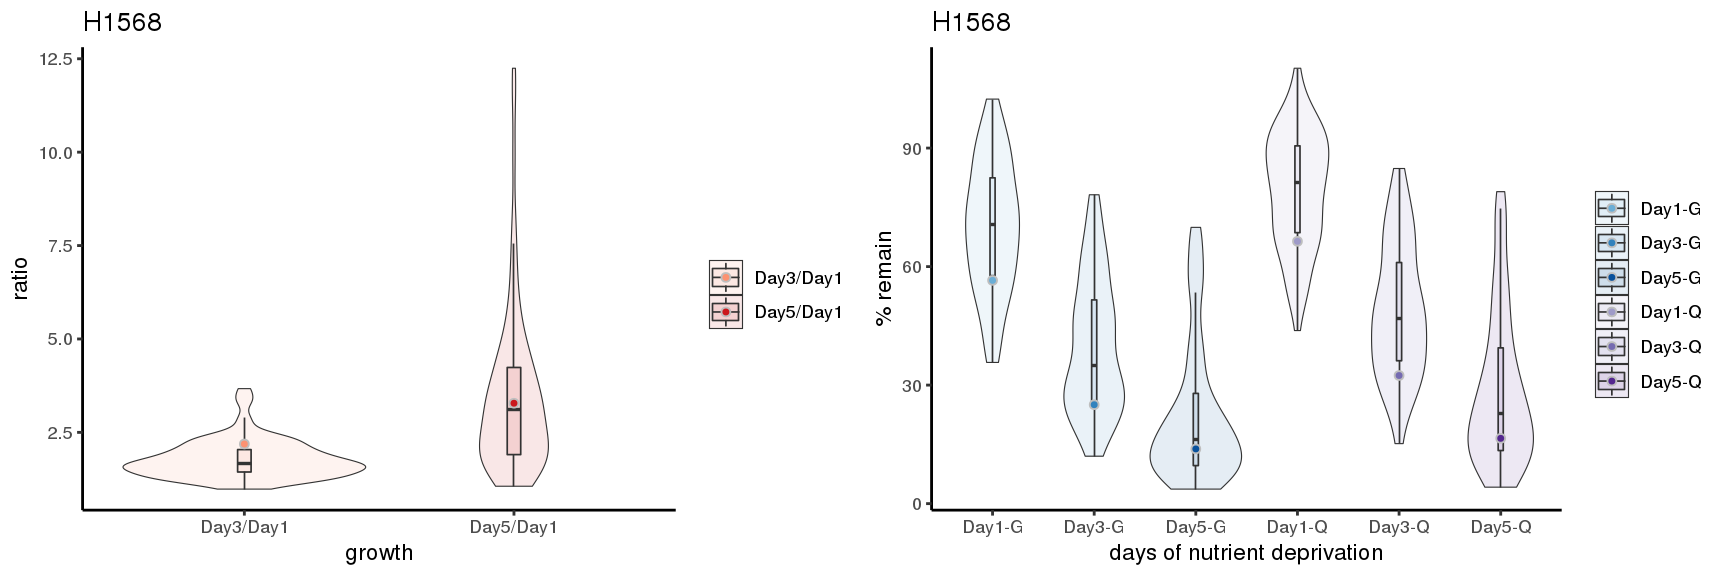 H1568
12.5
10.0
7.5
5.0
2.5
ratio
Day3/Day1
Day5/Day1
growth
Day3/Day1
Day5/Day1
H1568
90
60
30
0
% remain
Day1-G
Day3-G
Day5-G
Day1-Q
Day3-Q
Day5-Q
days of nutrient deprivation
Day1-G
Day3-G
Day5-G
Day1-Q
Day3-Q
Day5-Q